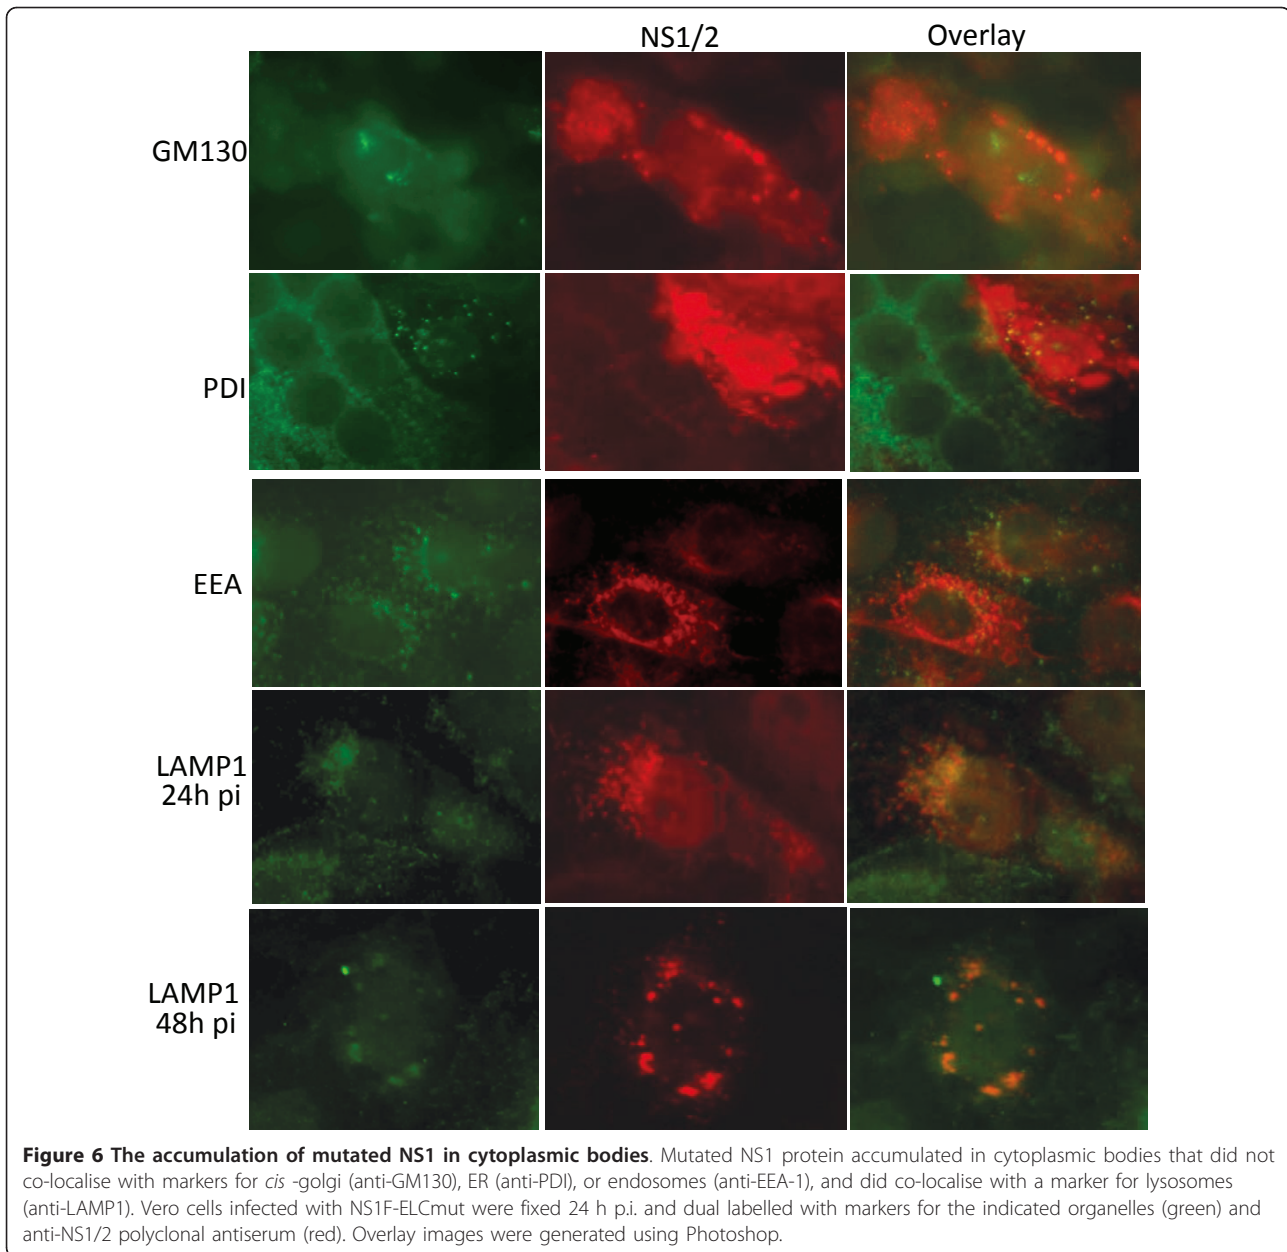 NS1/2 Overlay
GM130
PDI
EEA
LAMP1
24h pi
LAMP1
48h pi
Figure 6 The accumulation of mutated NS1 in cytoplasmic bodies. Mutated NS1 protein accumulated in cytoplasmic bodies that did not
co-localise with markers for cis -golgi (anti-GM130), ER (anti-PDI), or endosomes (anti-EEA-1), and did co-localise with a marker for lysosomes
(anti-LAMP1). Vero cells infected with NS1F-ELCmut were fixed 24 h p.i. and dual labelled with markers for the indicated organelles (green) and
anti-NS1/2 polyclonal antiserum (red). Overlay images were generated using Photoshop.